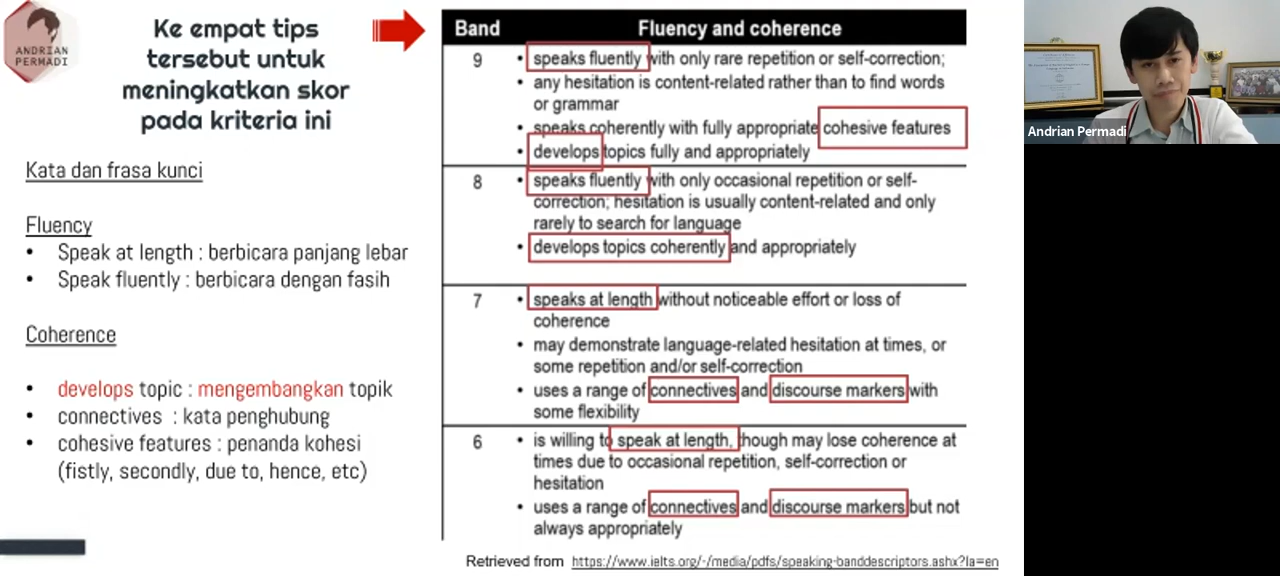 ANDRIAN
PERMADI
Ke empat tips
tersebut untuk
meningkatkan skor
pada kriteria ini
Kata dan frasa kunci
Fluency
• Speak at length : berbicara panjang lebar
• Speak fluently : berbicara dengan fasih
Coherence
• develops topic : mengembangkan topik
• connectives : kata penghubung
• cohesive features : penanda kohesi
(fistly, secondly, due to, hence, etc)
Band Fluency and coherence
9 • speaks fluently with only rare repetition or self-correction;
• any hesitation is content-related rather than to find words
or grammar
• speaks coherently with fully appropriate cohesive features
• develops topics fully and appropriately
8 • speaks fluently with only occasional repetition or self-
correction; hesitation is usually content-related and only
rarely to search for language
• develops topics coherently and appropriately
7 • speaks at length without noticeable effort or loss of
coherence
• may demonstrate language-related hesitation at times, or
some repetition and/or self-correction
• uses a range of connectives and discourse markers with
some flexibility
6 • is willing to speak at length, though may lose coherence at
times due to occasional repetition, self-correction or
hesitation
• uses a range of connectives and discourse markers but not
always appropriately
Retrieved from https://www.ielts.org/-/media/pdfs/speaking-banddescriptors.ashx?la=en
Andrian Permadi